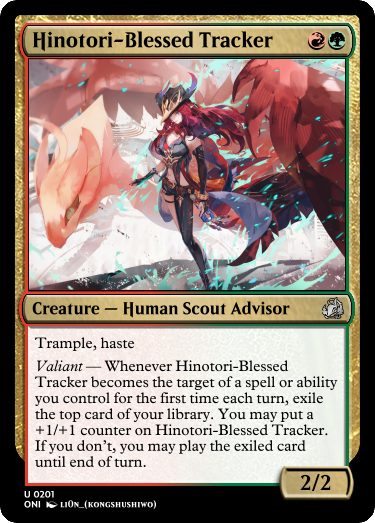 Hinotori-Blessed Tracker
Creature — Human Scout Advisor
Trample, haste
Valiant — Whenever Hinotori-Blessed
Tracker becomes the target of a spell or ability
you control for the first time each turn, exile
the top card of your library. You may put a
+1/+1 counter on Hinotori-Blessed Tracker.
If you don't, you may play the exiled card
until end of turn.
2/2
U 0201
ONI LI0N_(KONGSHUSHIWO)